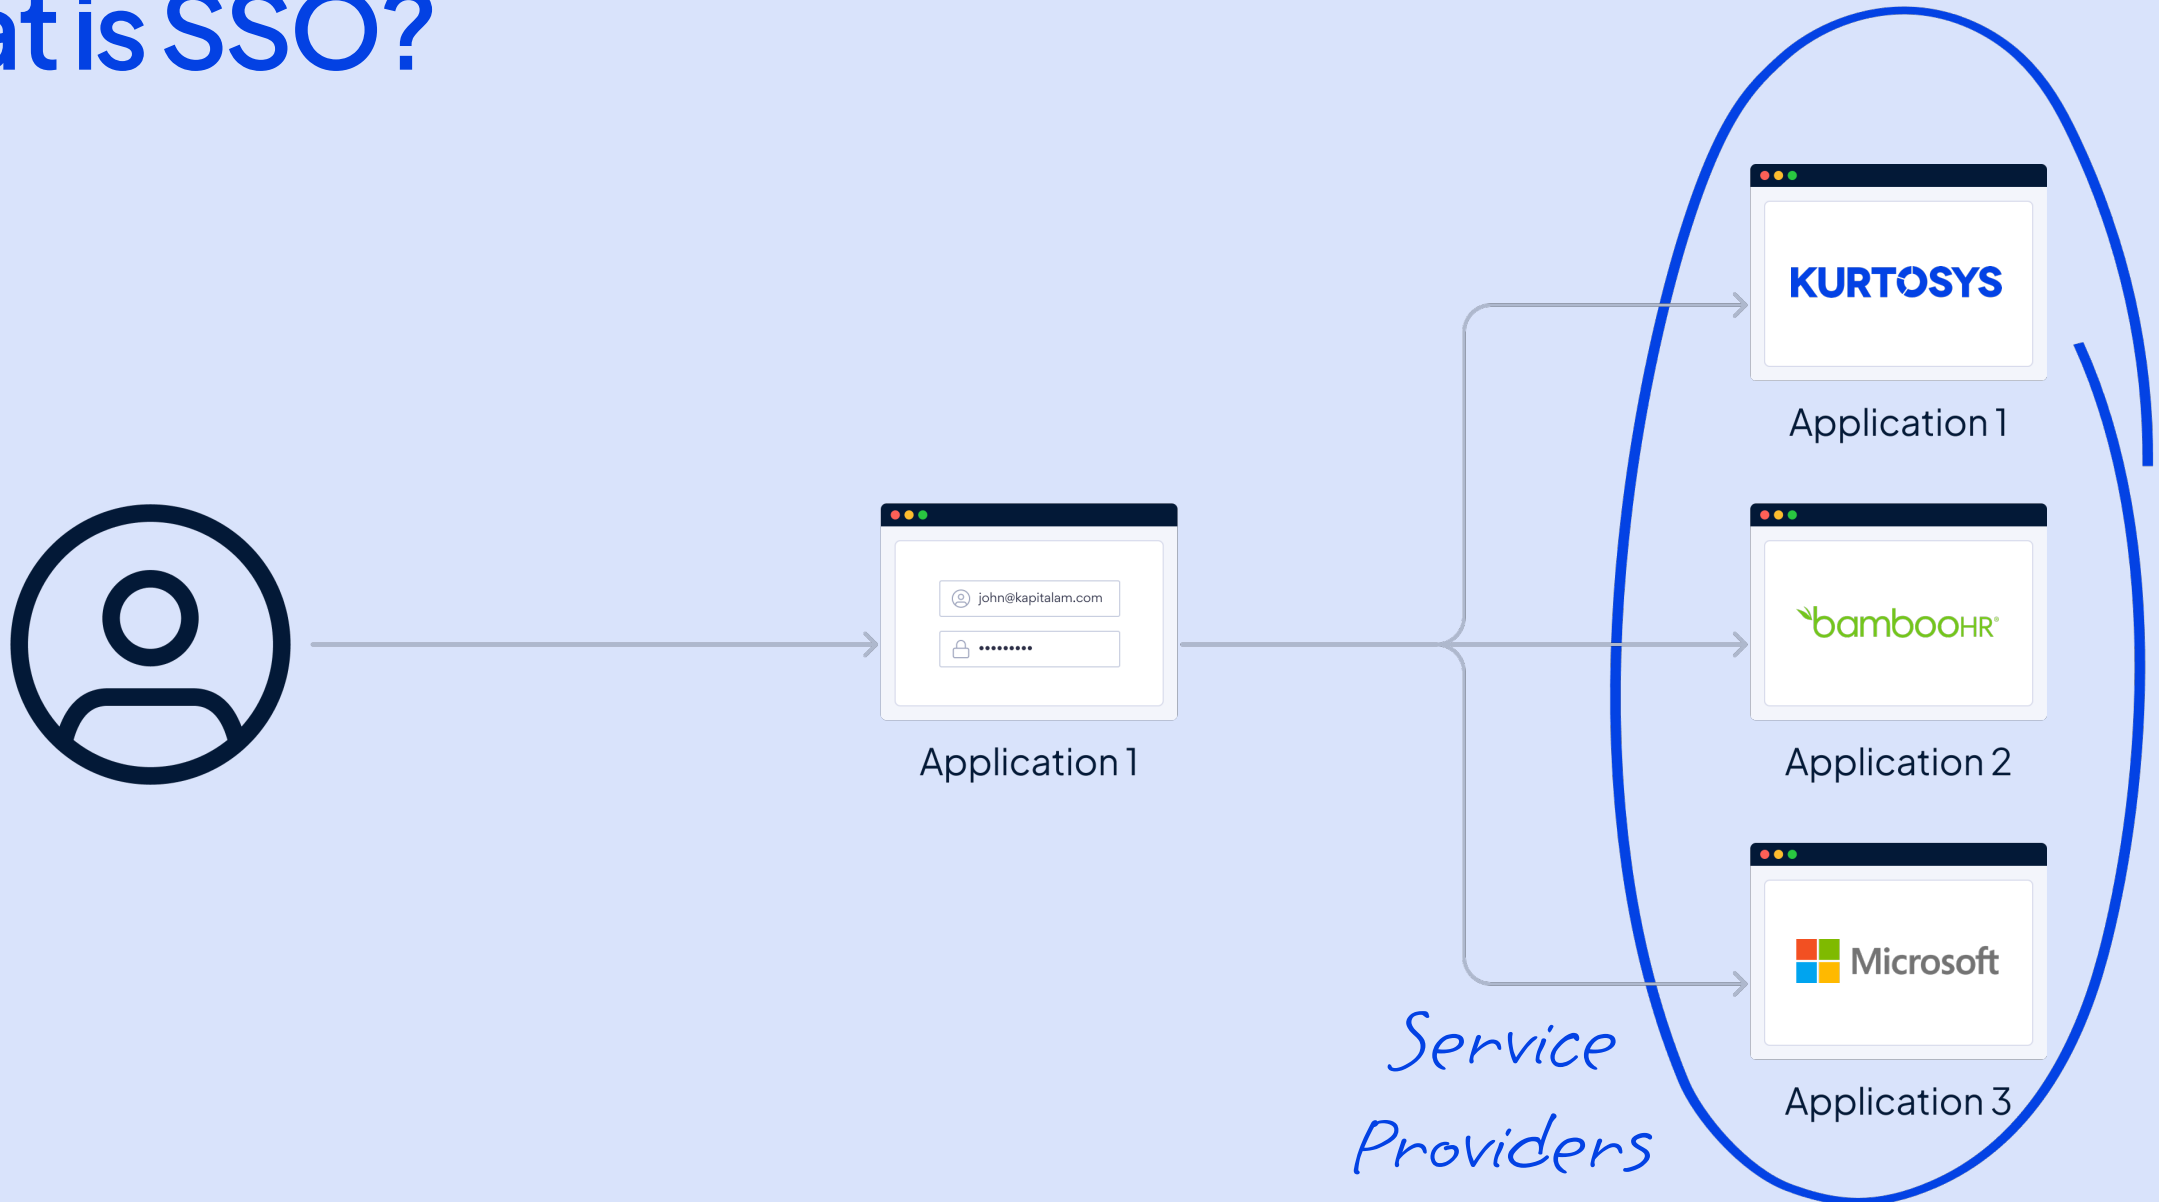 at is SSO?
KURTOSYS
Application 1
john@kapitalam.com
•••••••••
Application 1
bambooHR®
Application 2
Microsoft
Application 3
Service
Providers